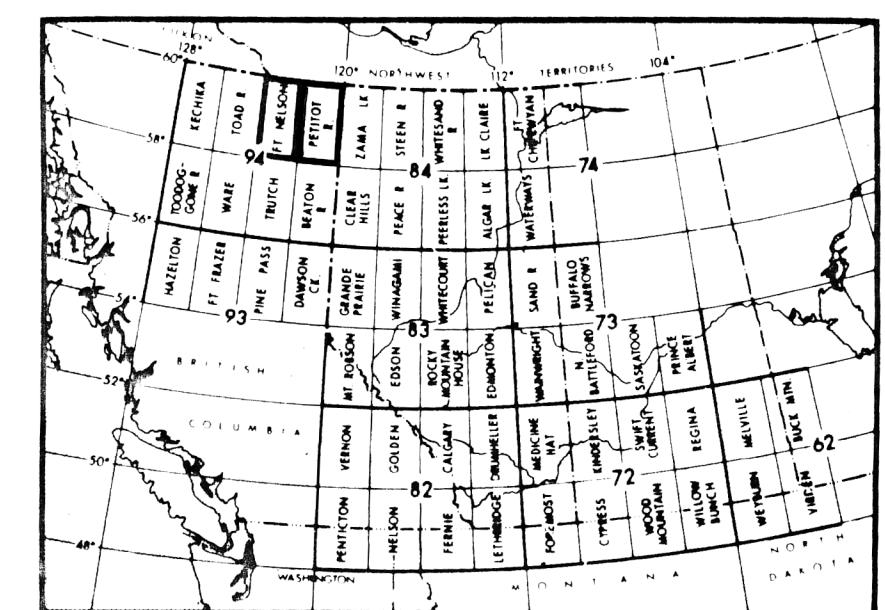 128°
60°
120°
NORTHWEST
112°
TERRITORIES
104°
KECHIKA
TOAD R
FT NELSON
PETITOT
R.
ZAMA LK
STEEN R
WHITESAND
R
LK CLAIRE
FT
58°
94
84
74
TOODOG-
GONE R
WARE
TRUTCH
BEATON
R
CLEAR
HILLS
PEACE R
PEERLESS LK
ALGAR LK
WATERWAYS
56°
HAZELTON
FT FRAZER
PINE PASS
DAWSON
CK.
GRANDE
PRAIRIE
WINAGAMI
WHITECOURT
PELICAN
SAND R
BUFFALO
NARROWS
54°
93
83
73
BRITISH
MT ROBSON
EDSON
ROCKY
MOUNTAIN
HOUSE
EDMONTON
WAINWRIGHT
N
BATTLEFORD
SASKATOON
PRINCE
ALBERT
52°
COLUMBIA
VERNON
GOLDEN
CALGARY
DRUMHELLER
MEDICINE
HAT
KINDERSLEY
SWIFT
CURRENT
REGINA
MELVILLE
BUCK MTN.
50°
82
72
62
PENTICTON
NELSON
FERNIE
LETHBRIDGE
CYPRESS
WOOD
MOUNTAIN
WILLOW
BUNCH
WEYBURN
VIRDEN
48°
WASHINGTON
MONTANA
NORTH
DAKOTA